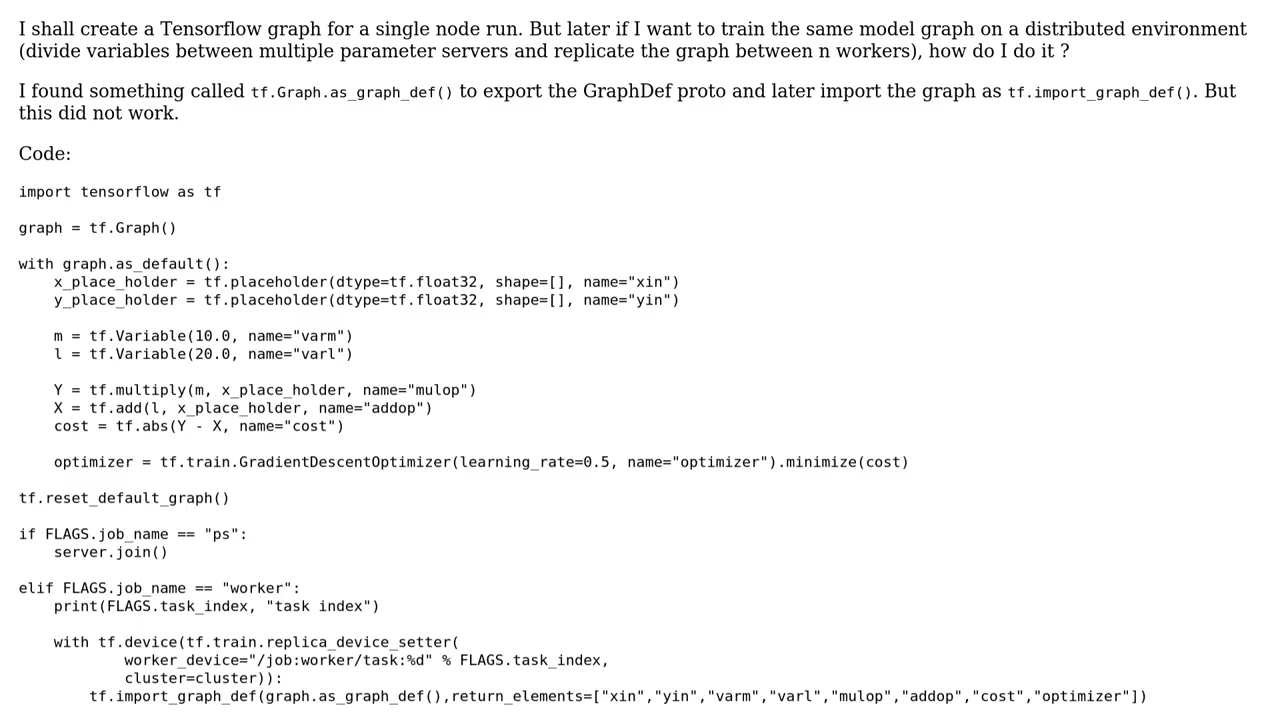 I shall create a Tensorflow graph for a single node run. But later if I want to train the same model graph on a distributed environment
(divide variables between multiple parameter servers and replicate the graph between n workers), how do I do it ?
I found something called tf.Graph.as_graph_def() to export the GraphDef proto and later import the graph as tf.import_graph_def(). But
this did not work.
Code:
import tensorflow as tf
graph = tf.Graph()
with graph.as_default():
    x_place_holder = tf.placeholder(dtype=tf.float32, shape=[], name="xin")
    y_place_holder = tf.placeholder(dtype=tf.float32, shape=[], name="yin")
    m = tf.Variable(10.0, name="varm")
    l = tf.Variable(20.0, name="varl")
    Y = tf.multiply(m, x_place_holder, name="mulop")
    X = tf.add(l, x_place_holder, name="addop")
    cost = tf.abs(Y - X, name="cost")
    optimizer = tf.train.GradientDescentOptimizer(learning_rate=0.5, name="optimizer").minimize(cost)
tf.reset_default_graph()
if FLAGS.job_name == "ps":
    server.join()
elif FLAGS.job_name == "worker":
    print(FLAGS.task_index, "task index")
    with tf.device(tf.train.replica_device_setter(
            worker_device="/job:worker/task:%d" % FLAGS.task_index,
            cluster=cluster)):
        tf.import_graph_def(graph.as_graph_def(),return_elements=["xin","yin","varm","varl","mulop","addop","cost","optimizer"])